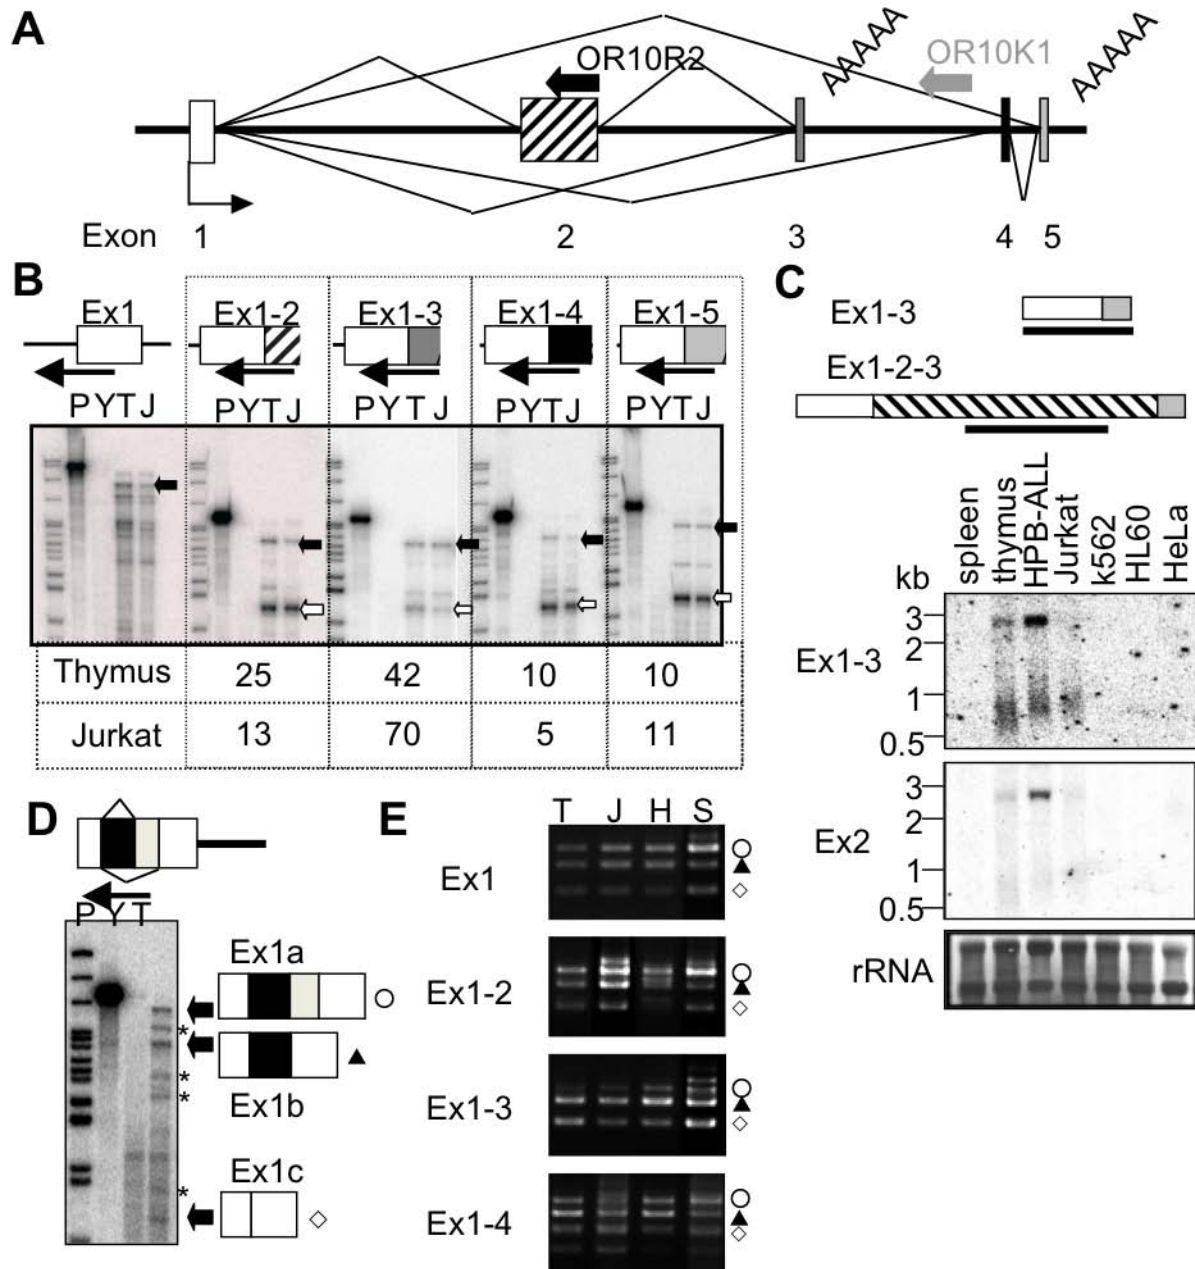 A
OR10R2
AAAAA
OR10K1
AAAAA
Exon 1 2 3 4 5
B
Ex1 Ex1-2 Ex1-3 Ex1-4 Ex1-5
PYTJ PYTJ PYT J PYTJ PYTJ
Thymus 25 42 10 10
Jurkat 13 70 5 11
C
Ex1-3
Ex1-2-3
spleen
thymus
HPB-ALL
Jurkat
k562
HL60
HeLa
kb
3
2
Ex1-3
1
0.5
3
2
Ex2
1
0.5
rRNA
D
P Y T
Ex1a
*
Ex1b
*
*
Ex1c
*
E
T J H S
Ex1
Ex1-2
Ex1-3
Ex1-4